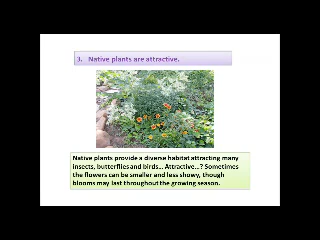 3. Native plants are attractive.
Native plants provide a diverse habitat attracting many
insects, butterflies and birds... Attractive...? Sometimes
the flowers can be smaller and less showy, though
blooms may last throughout the growing season.